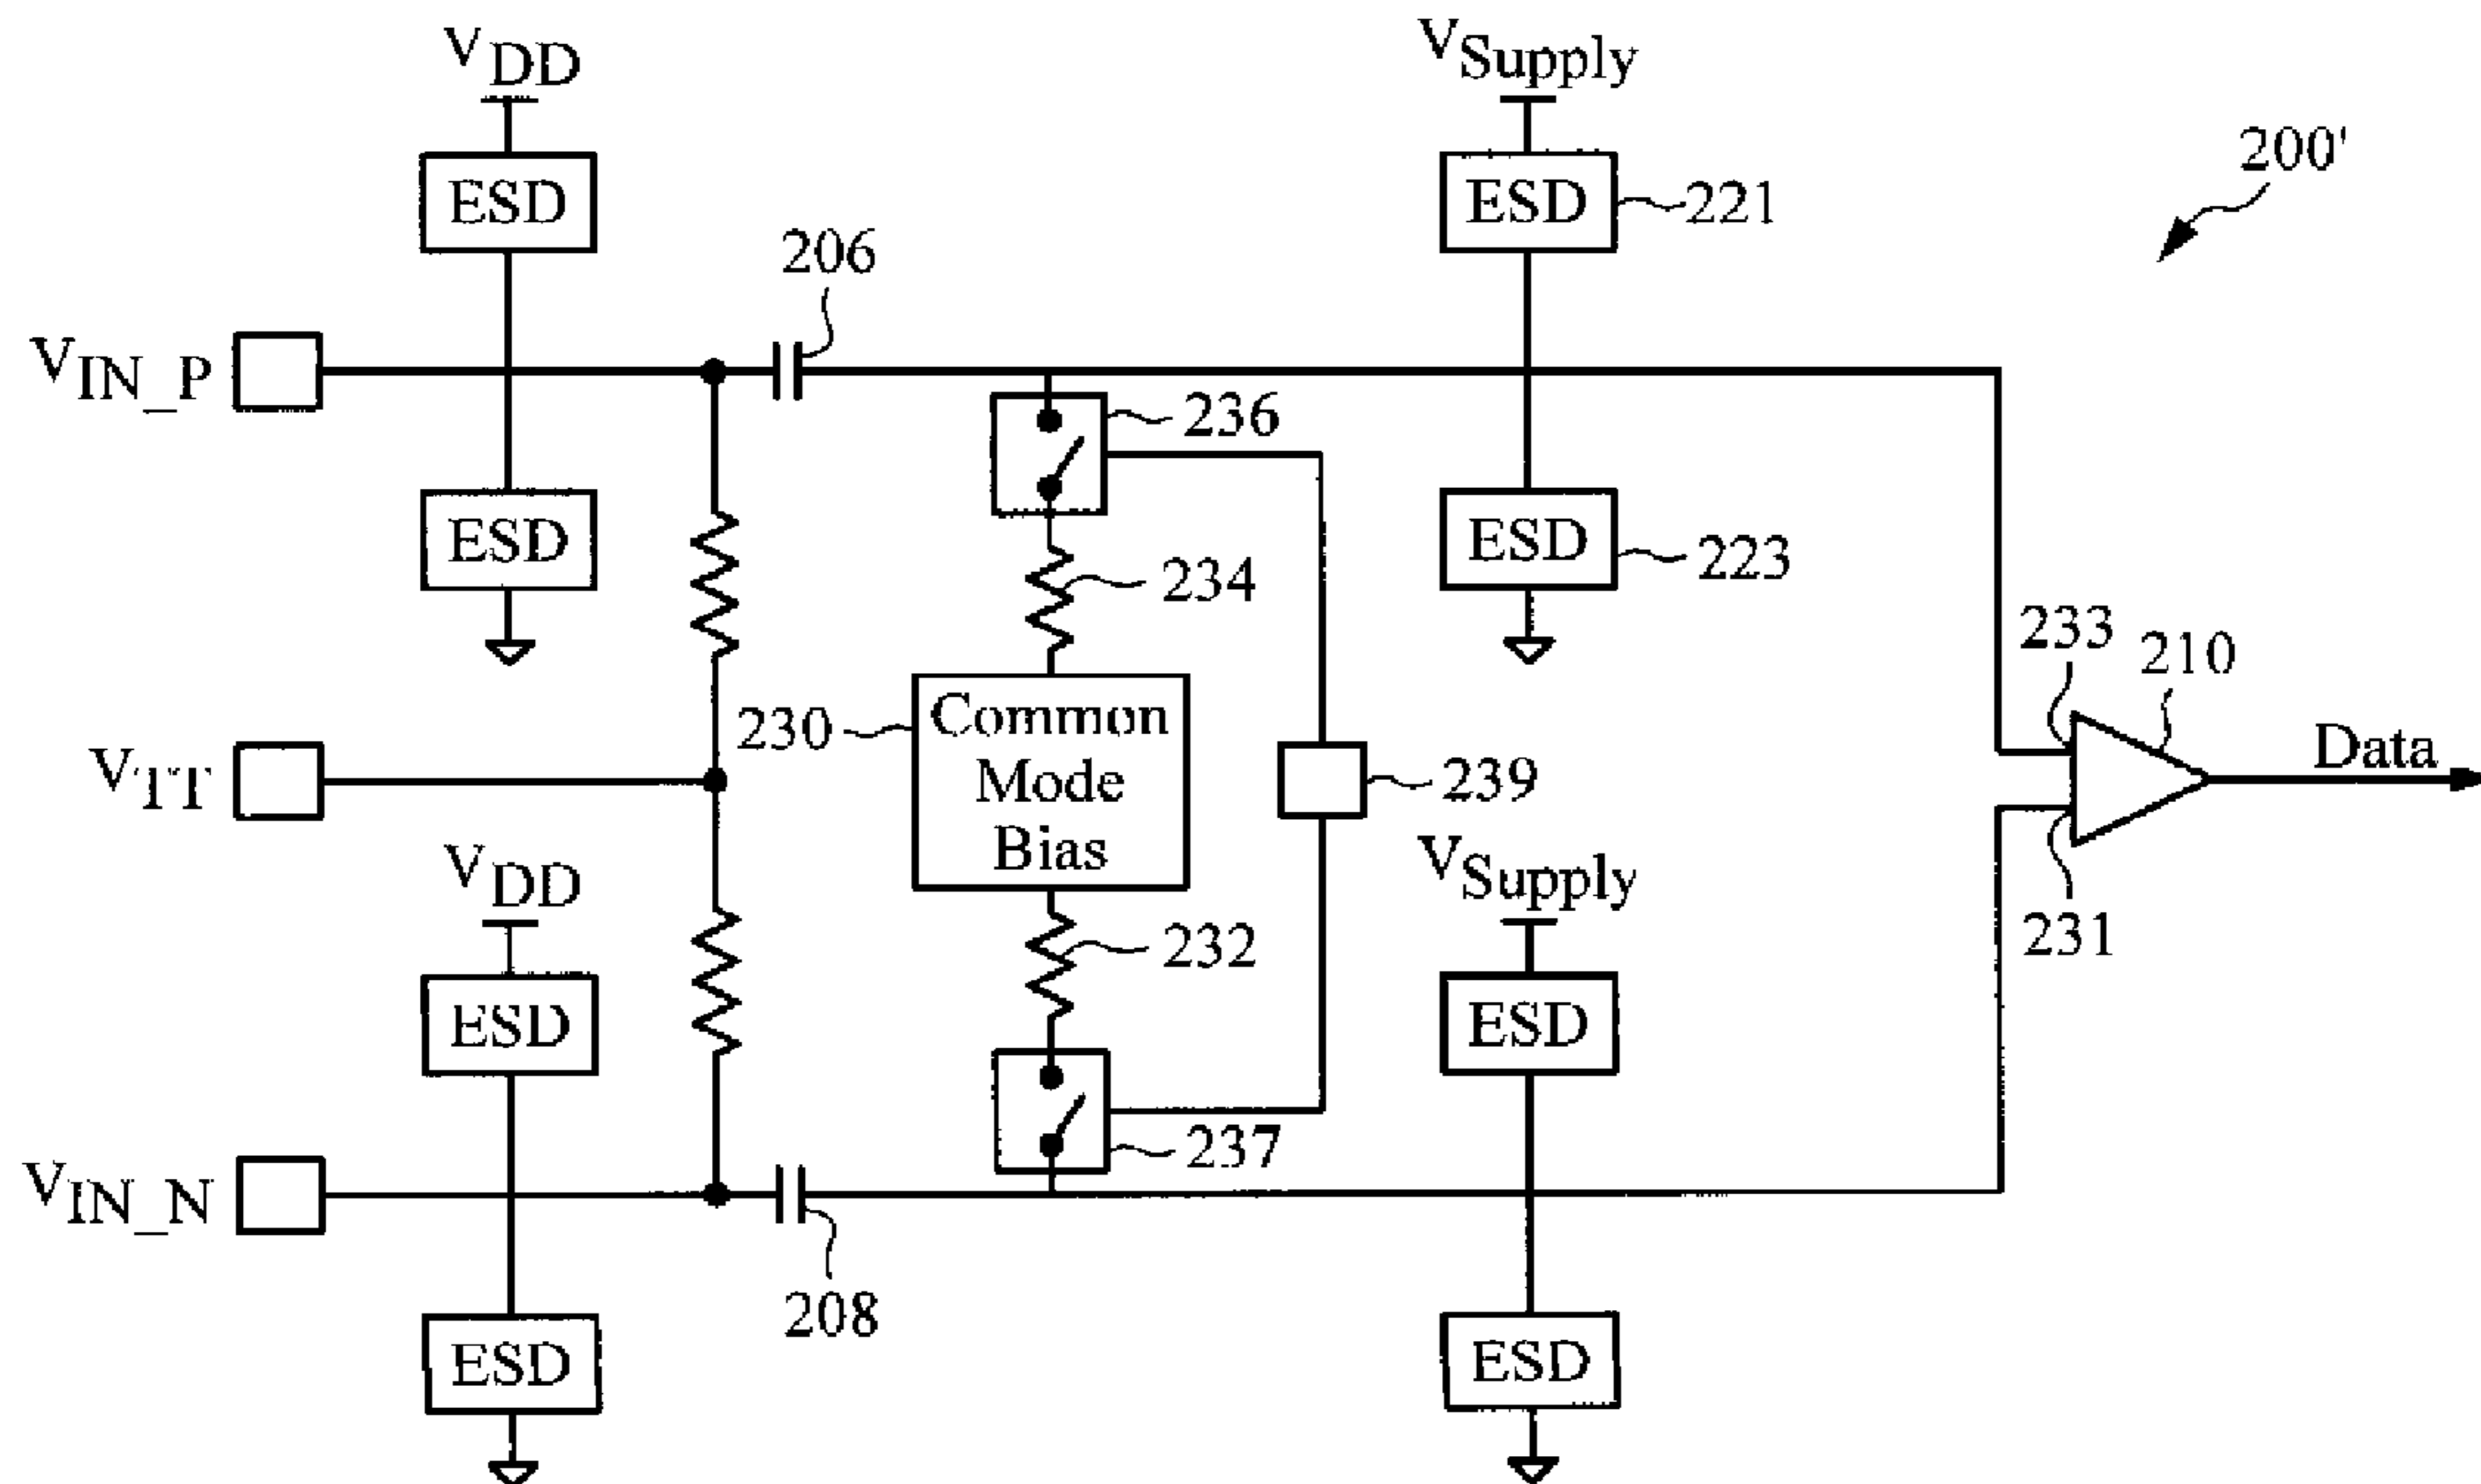 VDD
VSupply
200'
ESD
ESD
221
206
VIN_P
236
ESD
ESD
234
223
233
210
230
Common
Mode
Bias
VTT
239
Data
VDD
VSupply
232
231
ESD
ESD
237
VIN_N
208
ESD
ESD